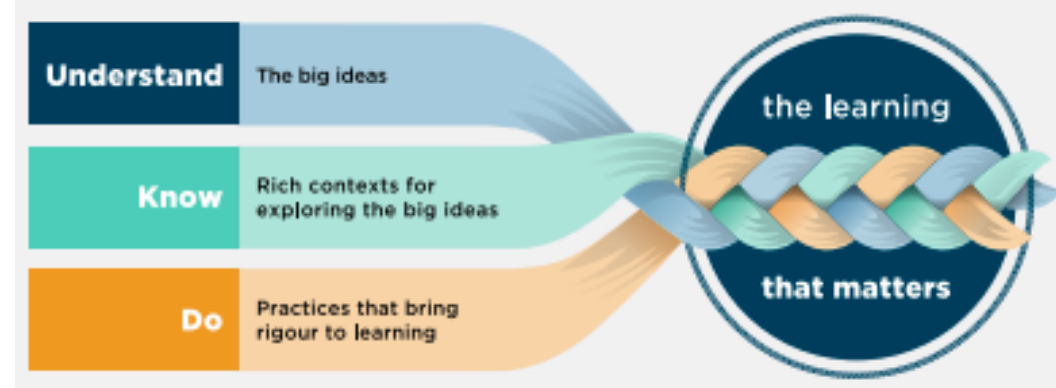 Understand
The big ideas
Know
Rich contexts for
exploring the big ideas
Do
Practices that bring
rigour to learning
the learning
that matters